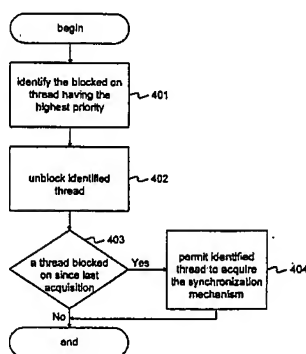 begin
identify the blocked on
thread having the
highest priority
401
unblock identified
thread
402
403
a thread blocked
on since last
acquisition
Yes
permit identified
thread to acquire
the synchronization
mechanism
404
No
end